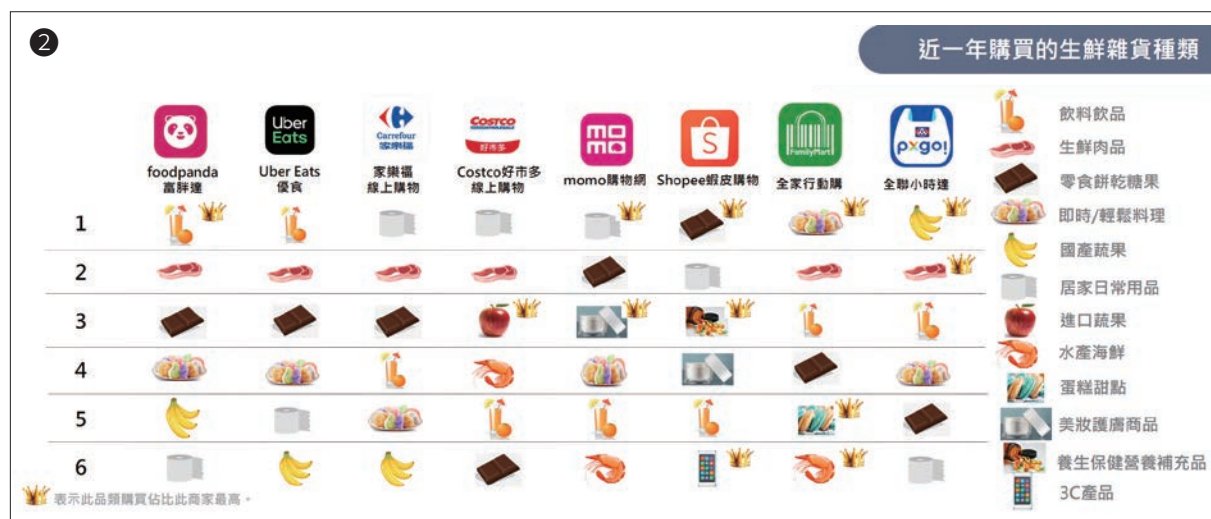 2
近一年購買的生鮮雜貨種類
Uber
Eats
Carrefour
家樂福
COSTCO
WHOLESALE
好市多
mo
mo
S
FamilyMart
pxgo!
foodpanda
富胖達
Uber Eats
優食
家樂福
線上購物
Costco好市多
線上購物
momo購物網
Shopee蝦皮購物
全家行動購
全聯小時達
1
2
3
4
5
6
飲料飲品
生鮮肉品
零食餅乾糖果
即時/輕鬆料理
國產蔬果
居家日常用品
進口蔬果
水產海鮮
蛋糕甜點
美妝護膚商品
養生保健營養補充品
3C產品
表示此品類購買佔比此商家最高。